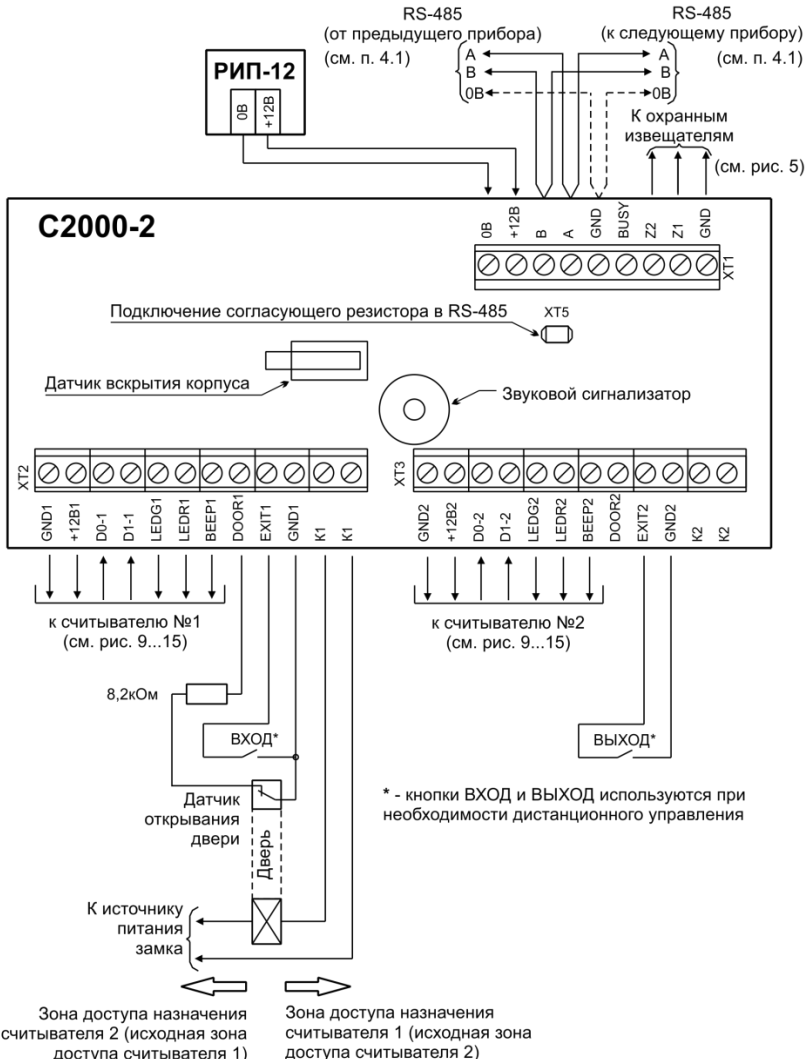 RS-485
(от предыдущего прибора)
(см. п. 4.1)
A
B
0В
RS-485
(к следующему прибору)
(см. п. 4.1)
A
B
0В
РИП-12
0В
+12В
К охранным
извещателям
(см. рис. 5)
С2000-2
0В
+12В
B
A
GND
BUSY
Z2
Z1
GND
XT1
Подключение согласующего резистора в RS-485
XT5
Датчик вскрытия корпуса
Звуковой сигнализатор
XT2
GND1
+12В1
D0-1
D1-1
LEDG1
LEDR1
BEEP1
DOOR1
EXIT1
GND1
К1
К1
XT3
GND2
+12В2
D0-2
D1-2
LEDG2
LEDR2
BEEP2
DOOR2
EXIT2
GND2
К2
К2
к считывателю №1
(см. рис. 9...15)
к считывателю №2
(см. рис. 9...15)
8,2кОм
ВХОД*
ВЫХОД*
Датчик
открывания
двери
Дверь
* - кнопки ВХОД и ВЫХОД используются при
необходимости дистанционного управления
К источнику
питания
замка
Зона доступа назначения
считывателя 2 (исходная зона
доступа считывателя 1)
Зона доступа назначения
считывателя 1 (исходная зона
доступа считывателя 2)